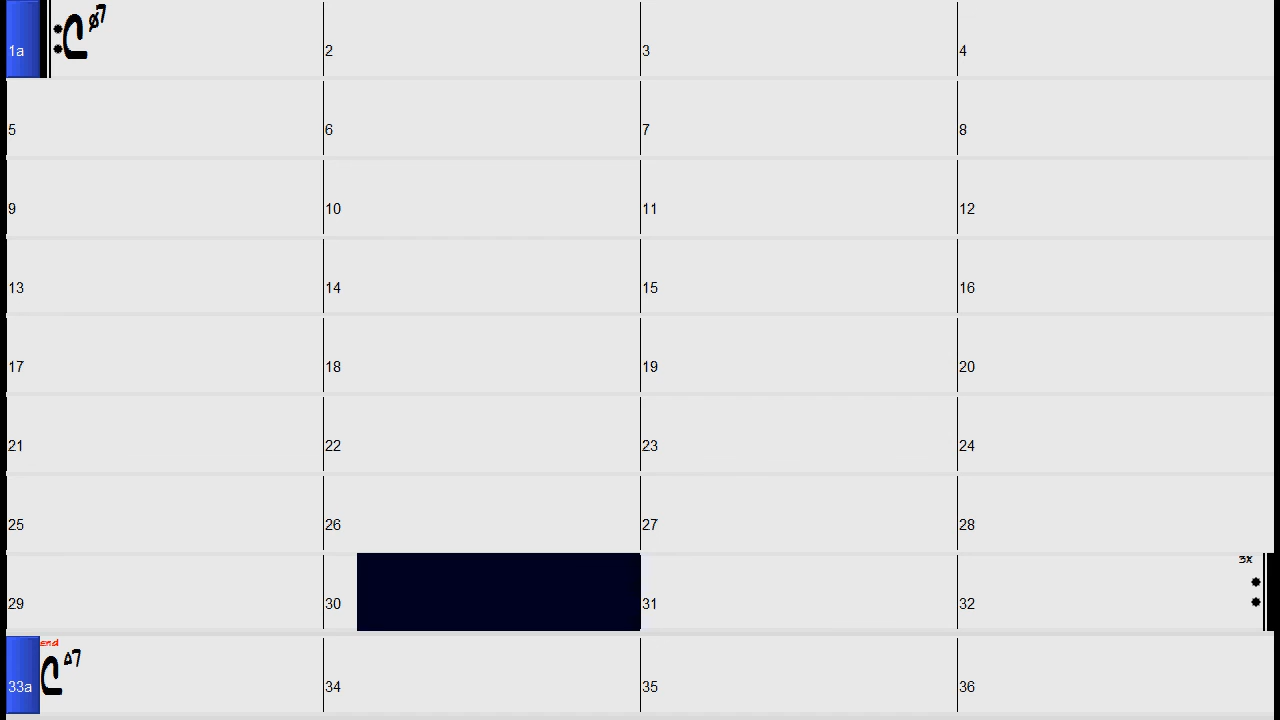 1a C ø7 2 3 4
5 6 7 8
9 10 11 12
13 14 15 16
17 18 19 20
21 22 23 24
25 26 27 28
3x
29 30 31 32
end
33a C Δ7 34 35 36